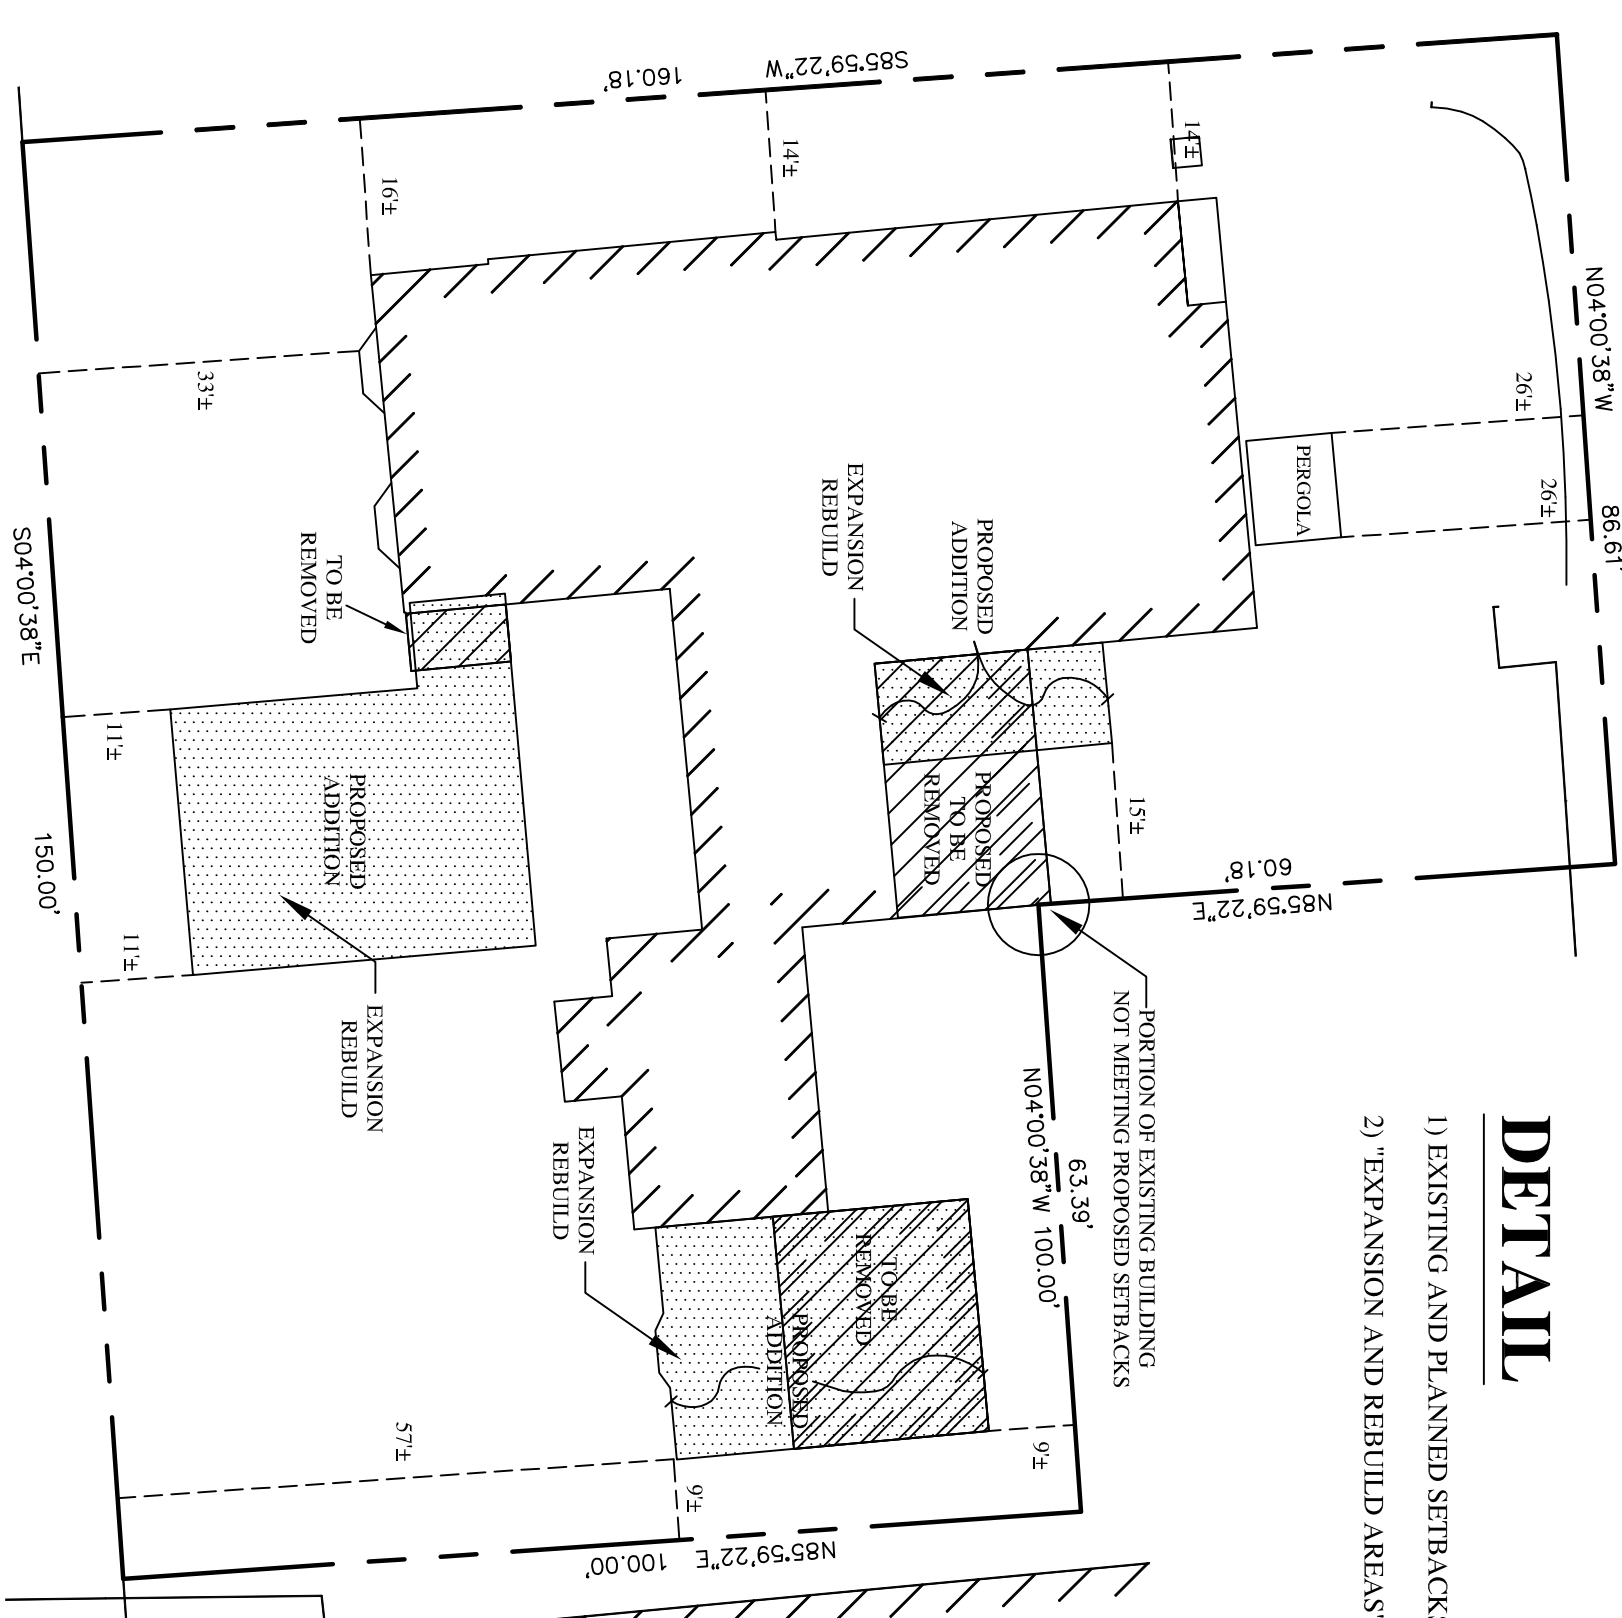 DETAIL
1) EXISTING AND PLANNED SETBACKS
2) "EXPANSION AND REBUILD AREAS"
S85°59'22"W
160.18'
N04°00'38"W
86.61'
14'±
14'±
16'±
26'±
26'±
PERGOLA
33'±
EXPANSION
REBUILD
PROPOSED
ADDITION
TO BE
REMOVED
S04°00'38"E
150.00'
11'±
11'±
PROPOSED
ADDITION
EXPANSION
REBUILD
PROPOSED
TO BE
REMOVED
15'±
60.18'
N85°59'22"E
PORTION OF EXISTING BUILDING
NOT MEETING PROPOSED SETBACKS
63.39'
N04°00'38"W 100.00'
EXPANSION
REBUILD
TO BE
REMOVED
PROPOSED
ADDITION
9'±
9'±
57'±
N85°59'22"E
100.00'